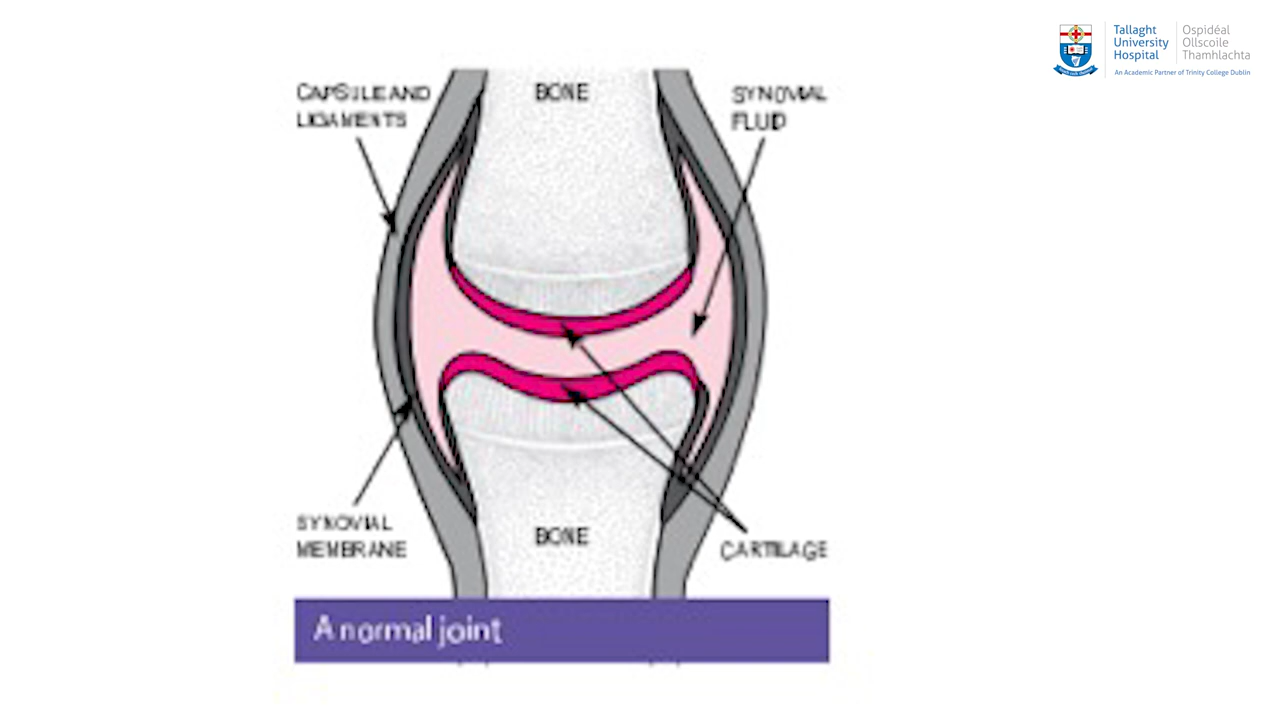 Tallaght
University
Hospital
Ospidéal
Ollscoile
Thamhlachta
An Academic Partner of Trinity College Dublin
CAPSULE AND
LIGAMENTS
BONE
SYNOVIAL
FLUID
SYNOVIAL
MEMBRANE
BONE
CARTILAGE
A normal joint